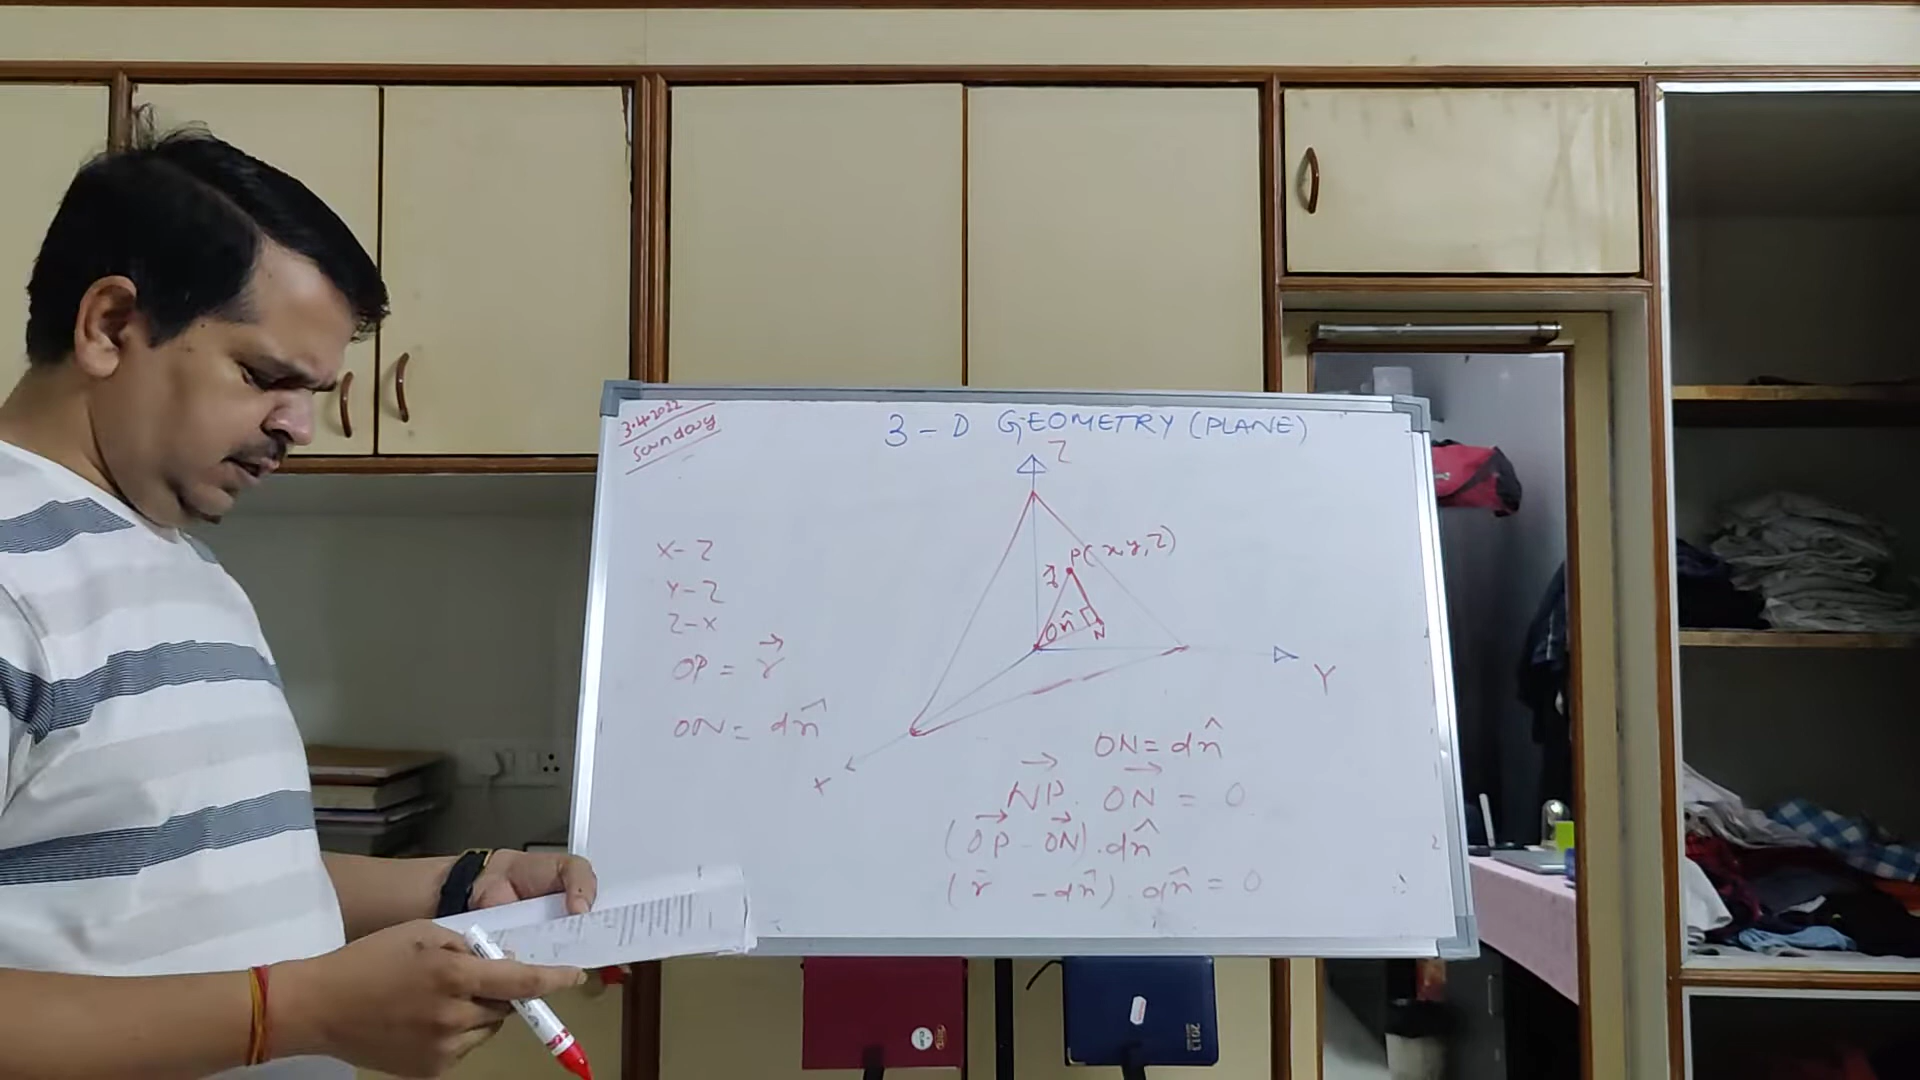 3.4.2022
Sunday
3-D GEOMETRY (PLANE)
Z
P(x,y,z)
X-Z
Y-Z
Z-X
O n̂ N
OP = r⃗
ON = dn̂
Y
X
ON = dn̂
NP⃗ . ON⃗ = 0
(OP⃗ - ON⃗) . dn̂
(r⃗ - dn̂) . dn̂ = 0
2013